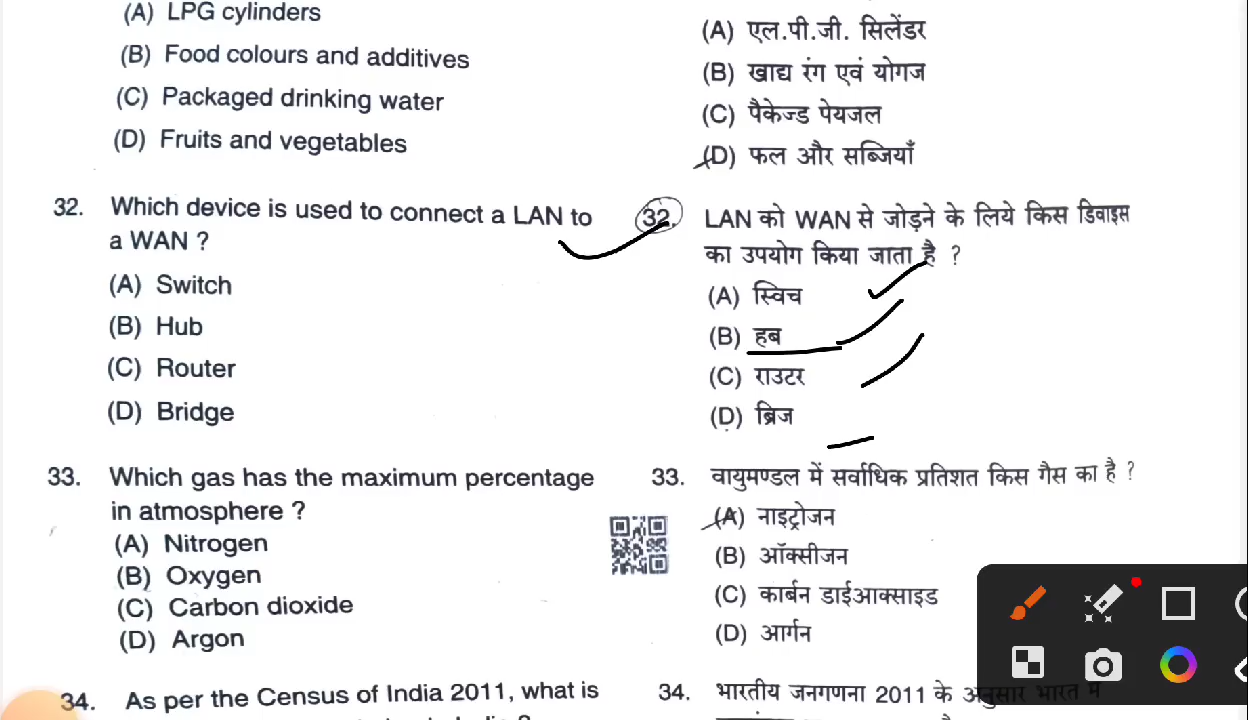 (A) LPG cylinders
(B) Food colours and additives
(C) Packaged drinking water
(D) Fruits and vegetables
32. Which device is used to connect a LAN to
a WAN ?
(A) Switch
(B) Hub
(C) Router
(D) Bridge
33. Which gas has the maximum percentage
in atmosphere ?
(A) Nitrogen
(B) Oxygen
(C) Carbon dioxide
(D) Argon
34. As per the Census of India 2011, what is
(A) एल.पी.जी. सिलेंडर
(B) खाद्य रंग एवं योगज
(C) पैकेज्ड पेयजल
(D) फल और सब्जियाँ
32. LAN को WAN से जोड़ने के लिये किस डिवाइस
का उपयोग किया जाता है ?
(A) स्विच
(B) हब
(C) राउटर
(D) ब्रिज
33. वायुमण्डल में सर्वाधिक प्रतिशत किस गैस का है ?
(A) नाइट्रोजन
(B) ऑक्सीजन
(C) कार्बन डाईआक्साइड
(D) आर्गन
34. भारतीय जनगणना 2011 के अनुसार भारत में